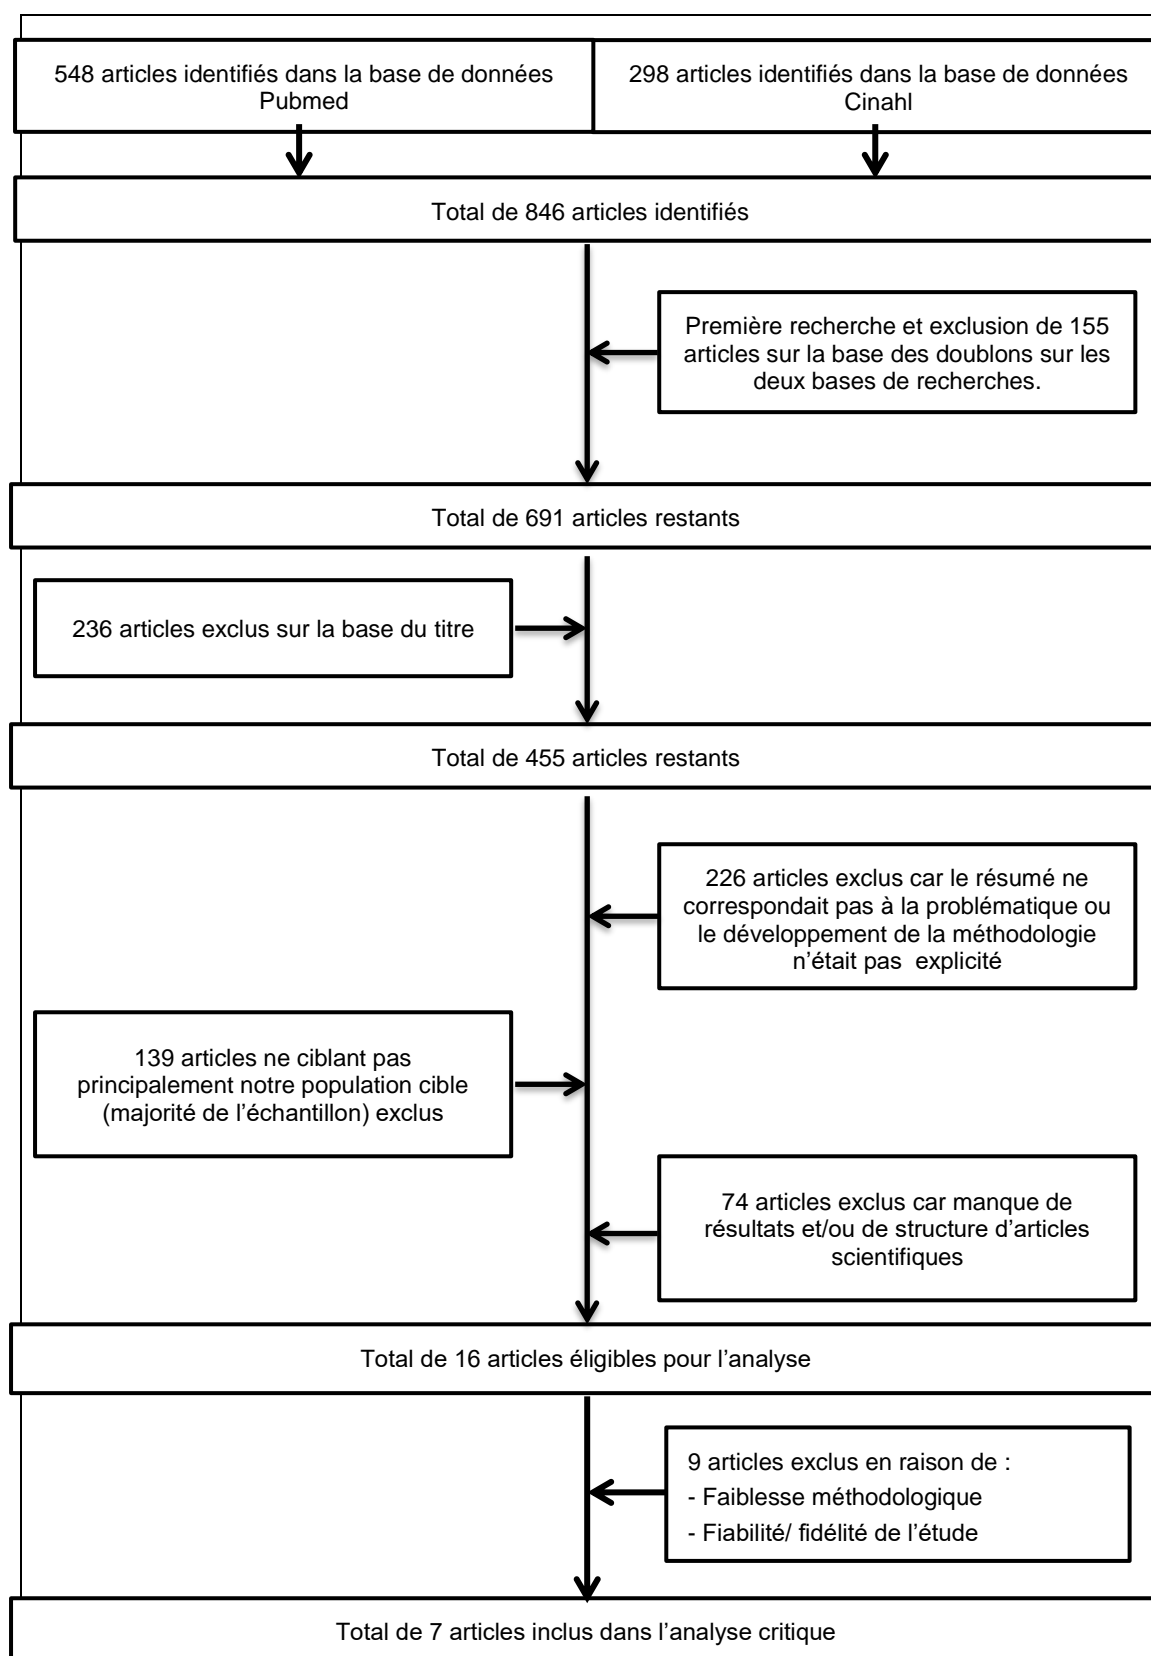 548 articles identifiés dans la base de données
Pubmed
298 articles identifiés dans la base de données
Cinahl
Total de 846 articles identifiés
Première recherche et exclusion de 155
articles sur la base des doublons sur les
deux bases de recherches.
Total de 691 articles restants
236 articles exclus sur la base du titre
Total de 455 articles restants
226 articles exclus car le résumé ne
correspondait pas à la problématique ou
le développement de la méthodologie
n’était pas  explicité
139 articles ne ciblant pas
principalement notre population cible
(majorité de l’échantillon) exclus
74 articles exclus car manque de
résultats et/ou de structure d’articles
scientifiques
Total de 16 articles éligibles pour l’analyse
9 articles exclus en raison de :
- Faiblesse méthodologique
- Fiabilité/ fidélité de l’étude
Total de 7 articles inclus dans l’analyse critique